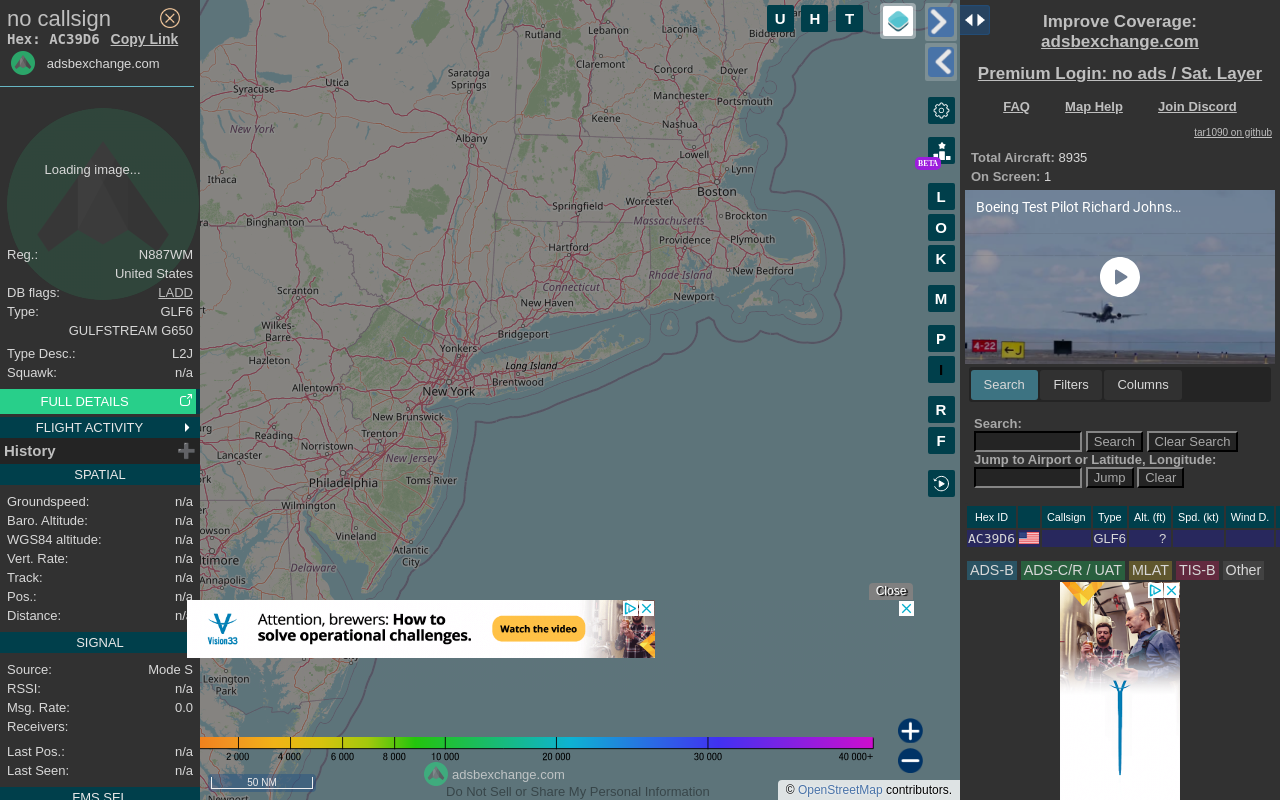 no callsign
Hex: AC39D6 Copy Link
adsbexchange.com
Loading image...
Reg.: N887WM
United States
DB flags: LADD
Type: GLF6
GULFSTREAM G650
Type Desc.: L2J
Squawk: n/a
FULL DETAILS
FLIGHT ACTIVITY
History
SPATIAL
Groundspeed: n/a
Baro. Altitude: n/a
WGS84 altitude: n/a
Vert. Rate: n/a
Track: n/a
Pos.: n/a
Distance: n/a
SIGNAL
Source: Mode S
RSSI: n/a
Msg. Rate: 0.0
Receivers:
Last Pos.: n/a
Last Seen: n/a
FMS SEL
U H T
Rutland
Lebanon
Laconia
Biddeford
Claremont
Concord
Dover
Saratoga
Springs
Utica
Syracuse
Manchester
Portsmouth
Keene
Nashua
New York
Albany
Lowell
Lynn
Ithaca
Boston
Worcester
Springfield
Massachusetts
Brockton
Binghamton
Hartford
Providence
Plymouth
Rhode Island
New Bedford
Connecticut
Scranton
New Haven
Newport
Wilkes-
Barre
Bridgeport
Yonkers
Hazleton
Long Island
Brentwood
Allentown
New York
New Brunswick
Reading
Trenton
Norristown
Lancaster
New Jersey
Philadelphia
Toms River
Wilmington
Vineland
Atlantic
City
Annapolis
Delaware
Lexington
Park
BETA
L
O
K
M
P
I
R
F
Close
Vision33
Attention, brewers: How to
solve operational challenges.
Watch the video
2 000 4 000 6 000 8 000 10 000 20 000 30 000 40 000+
50 NM
adsbexchange.com
Do Not Sell or Share My Personal Information
© OpenStreetMap contributors.
Improve Coverage:
adsbexchange.com
Premium Login: no ads / Sat. Layer
FAQ Map Help Join Discord
tar1090 on github
Total Aircraft: 8935
On Screen: 1
Boeing Test Pilot Richard Johns…
4-22
J
Search Filters Columns
Search:
Search Clear Search
Jump to Airport or Latitude, Longitude:
Jump Clear
Hex ID Callsign Type Alt. (ft) Spd. (kt) Wind D.
AC39D6 GLF6 ?
ADS-B ADS-C/R / UAT MLAT TIS-B Other